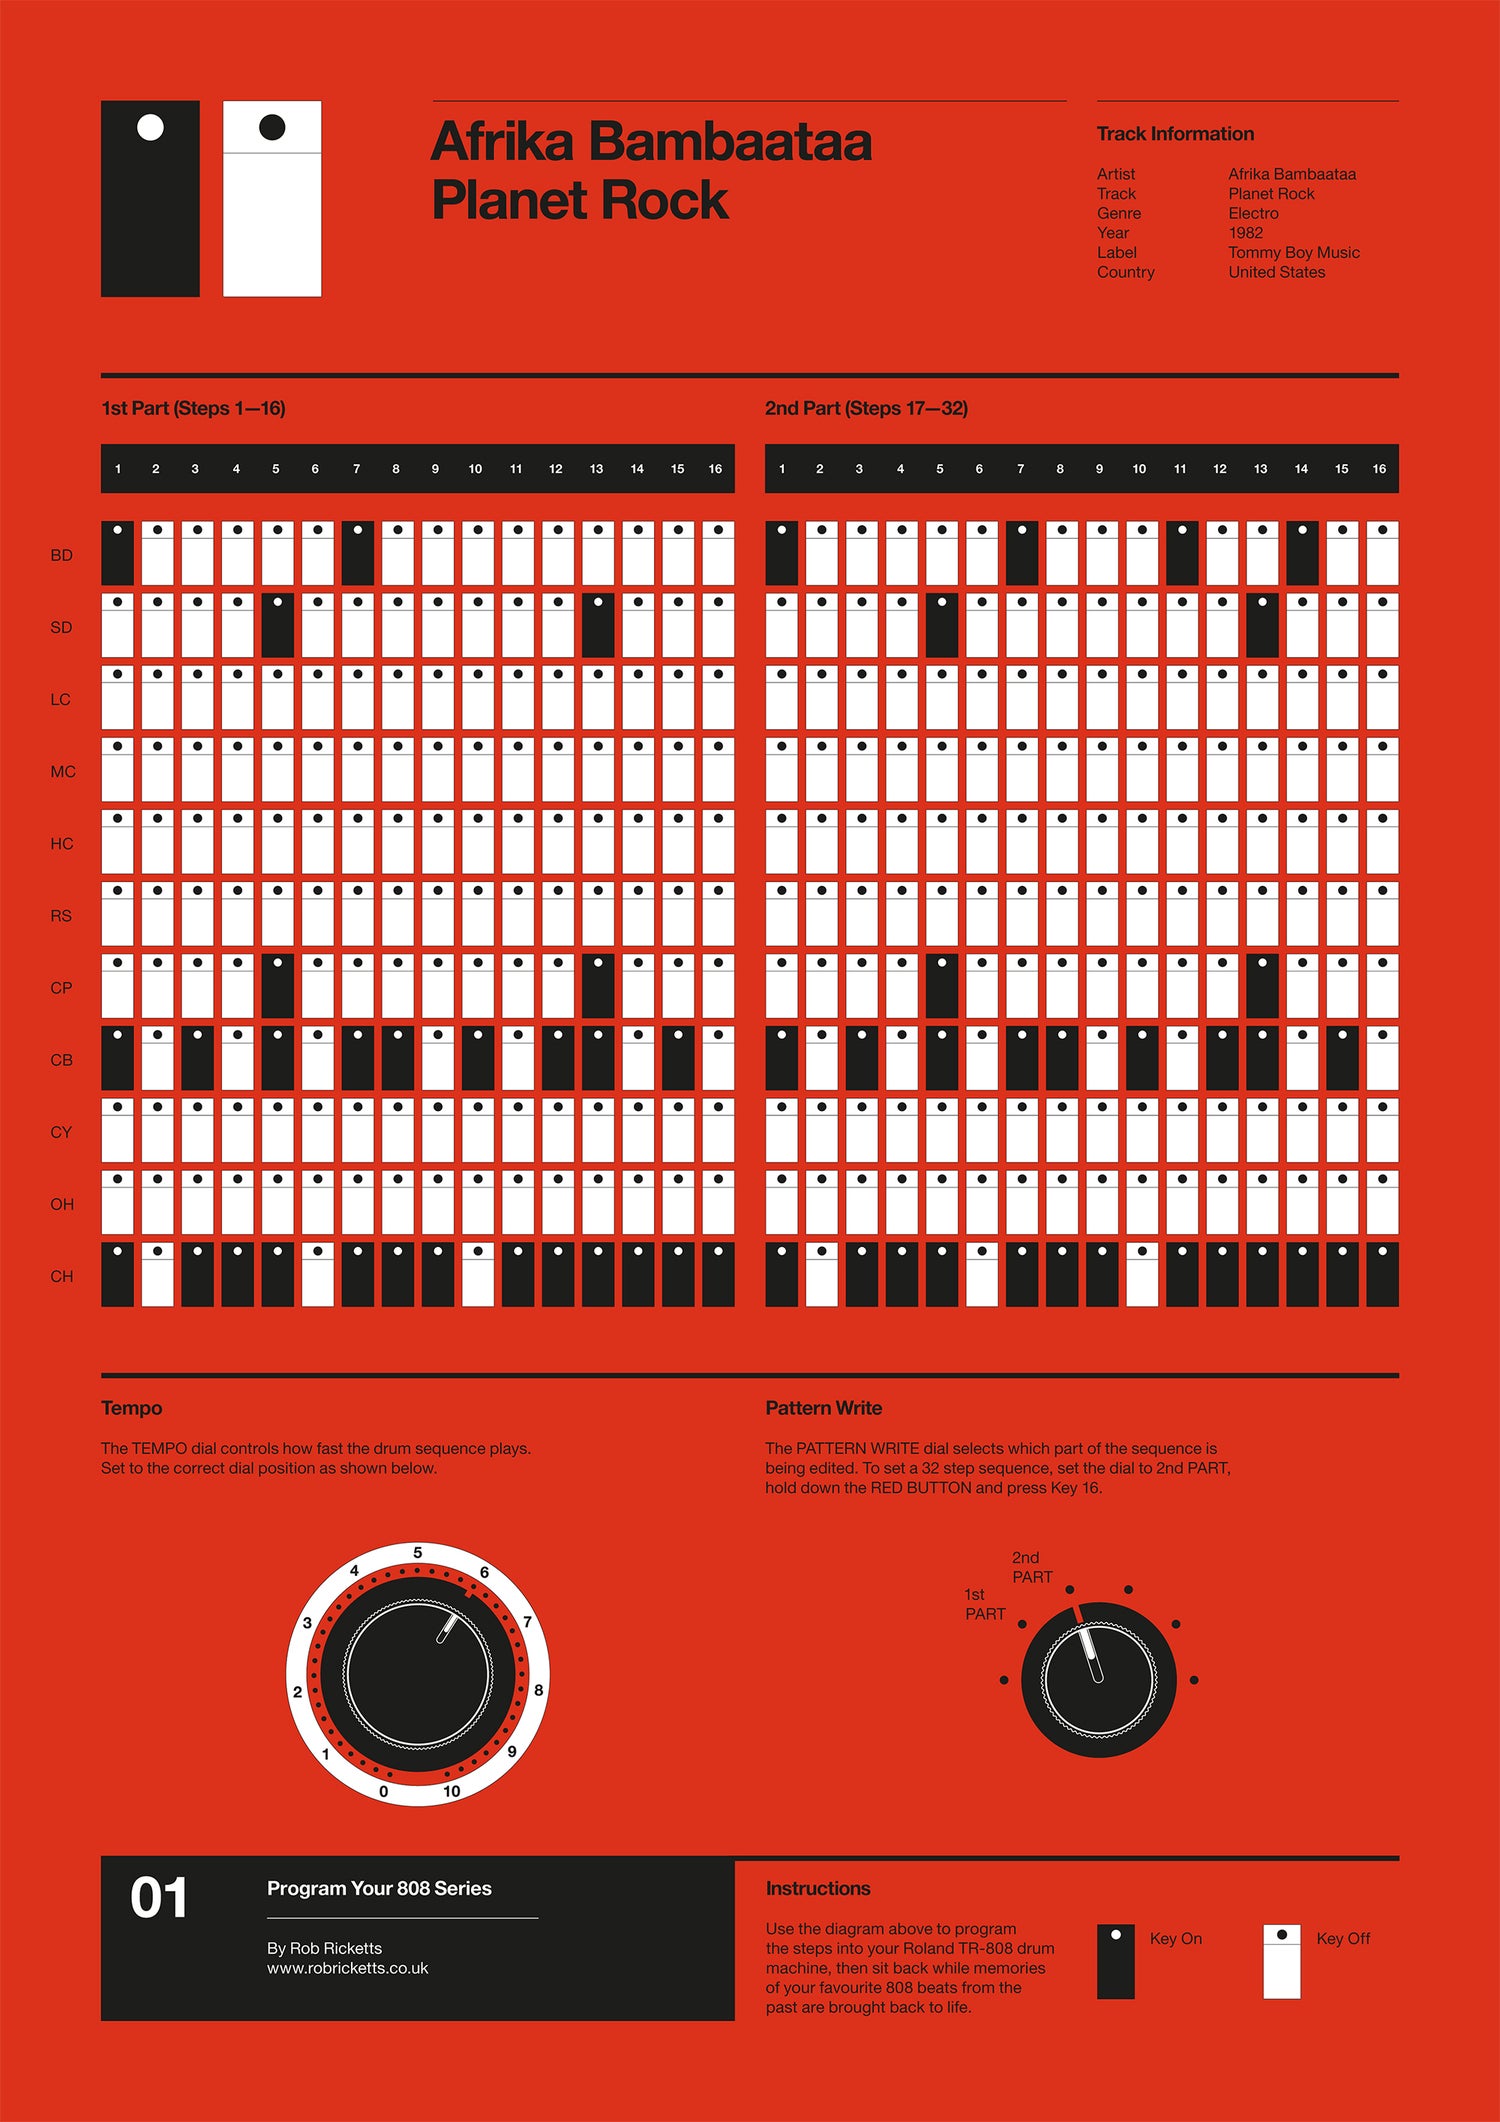 Afrika Bambaataa
Planet Rock
Track Information
Artist Afrika Bambaataa
Track Planet Rock
Genre Electro
Year 1982
Label Tommy Boy Music
Country United States
1st Part (Steps 1—16)
1 2 3 4 5 6 7 8 9 10 11 12 13 14 15 16
2nd Part (Steps 17—32)
1 2 3 4 5 6 7 8 9 10 11 12 13 14 15 16
BD
SD
LC
MC
HC
RS
CP
CB
CY
OH
CH
Tempo
The TEMPO dial controls how fast the drum sequence plays.
Set to the correct dial position as shown below.
0
1
2
3
4
5
6
7
8
9
10
Pattern Write
The PATTERN WRITE dial selects which part of the sequence is
being edited. To set a 32 step sequence, set the dial to 2nd PART,
hold down the RED BUTTON and press Key 16.
2nd
PART
1st
PART
01
Program Your 808 Series
By Rob Ricketts
www.robricketts.co.uk
Instructions
Use the diagram above to program
the steps into your Roland TR-808 drum
machine, then sit back while memories
of your favourite 808 beats from the
past are brought back to life.
Key On
Key Off